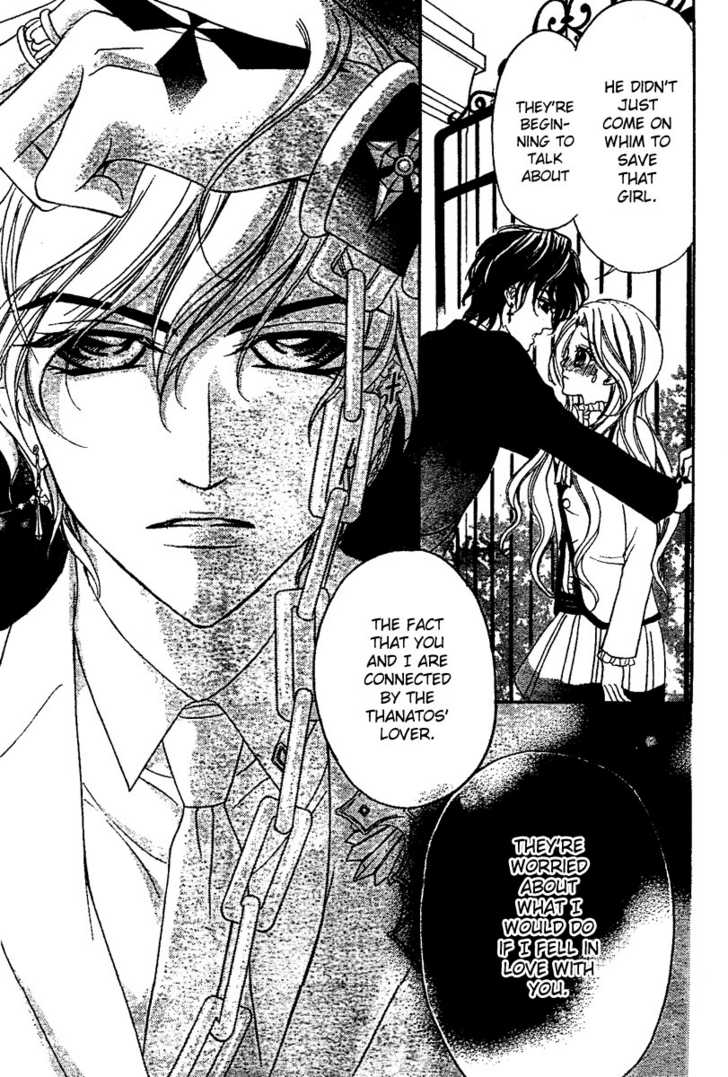 HE DIDN'T
JUST
COME ON
WHIM TO
SAVE
THAT
GIRL.
THEY'RE
BEGIN-
NING TO
TALK
ABOUT
THE FACT
THAT YOU
AND I ARE
CONNECTED
BY THE
THANATOS'
LOVER.
THEY'RE
WORRIED
ABOUT
WHAT I
WOULD DO
IF I FELL IN
LOVE WITH
YOU.